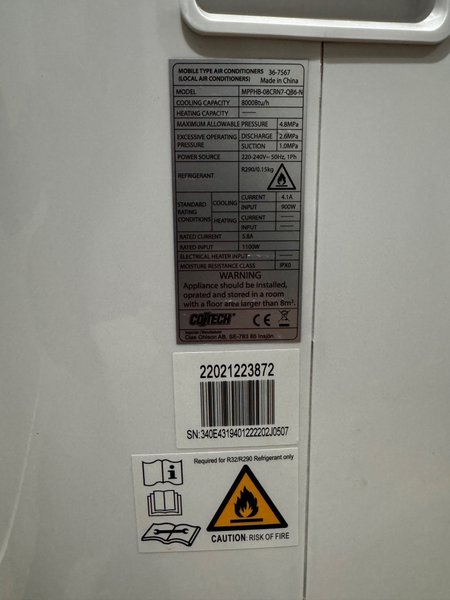 MOBILE TYPE AIR CONDITIONERS 36-7567
(LOCAL AIR CONDITIONERS) Made in China
MODEL MPPHB-08CRN7-QB6-N
COOLING CAPACITY 8000Btu/h
HEATING CAPACITY ——
MAXIMUM ALLOWABLE PRESSURE 4.8MPa
EXCESSIVE OPERATING PRESSURE DISCHARGE 2.6MPa
SUCTION 1.0MPa
POWER SOURCE 220-240V~ 50Hz, 1Ph
REFRIGERANT R290/0.15kg
STANDARD RATING CONDITIONS COOLING CURRENT 4.1A
INPUT 900W
HEATING CURRENT ——
INPUT ——
RATED CURRENT 5.8A
RATED INPUT 1100W
ELECTRICAL HEATER INPUT ——
MOISTURE RESISTANCE CLASS IPX0
WARNING
Appliance should be installed,
oprated and stored in a room
with a floor area larger than 8m².
COTECH CE
Importer / Manufacturer
Clas Ohlson AB, SE-793 85 Insjön
22021223872
SN:340E4319401222202J0507
Required for R32/R290 Refrigerant only
CAUTION: RISK OF FIRE